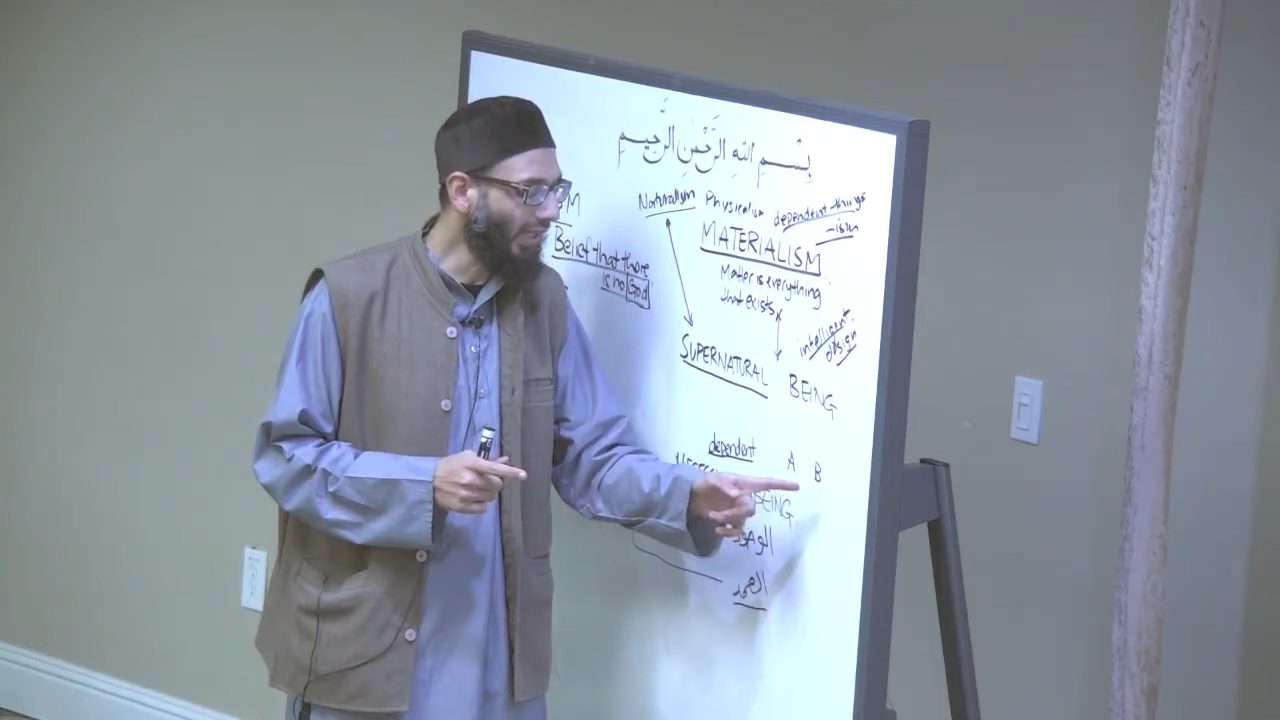 بِسْمِ اللهِ الرَّحْمٰنِ الرَّحِيمِ
Naturalism Physicalism dependent-things
-ism
MATERIALISM
Matter is everything
that exists
Belief that there
is no God
intelligent
design
SUPERNATURAL BEING
dependent A B
BEING
الوجود
الصمد